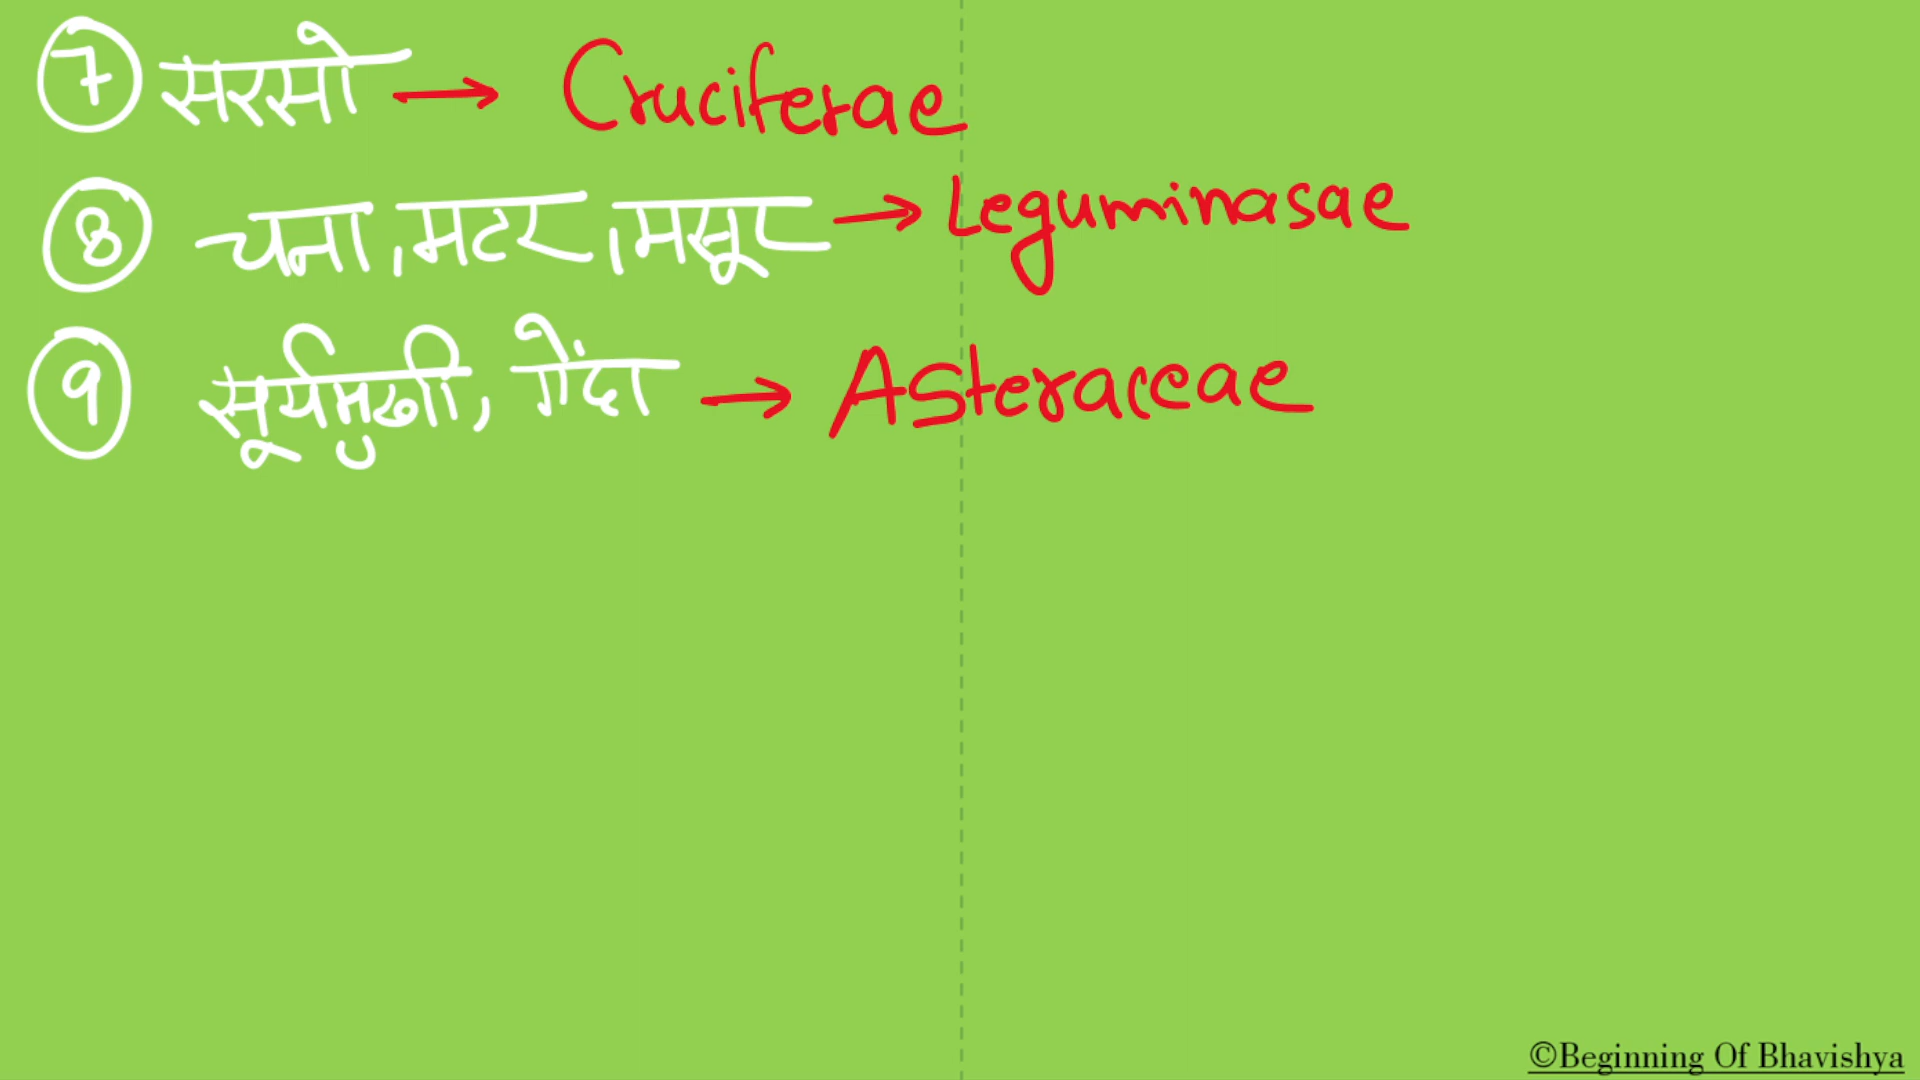 7 सरसो → Cruciferae
8 चना, मटर, मसूर → Leguminasae
9 सूर्यमुखी, गेंदा → Asteraceae
©Beginning Of Bhavishya